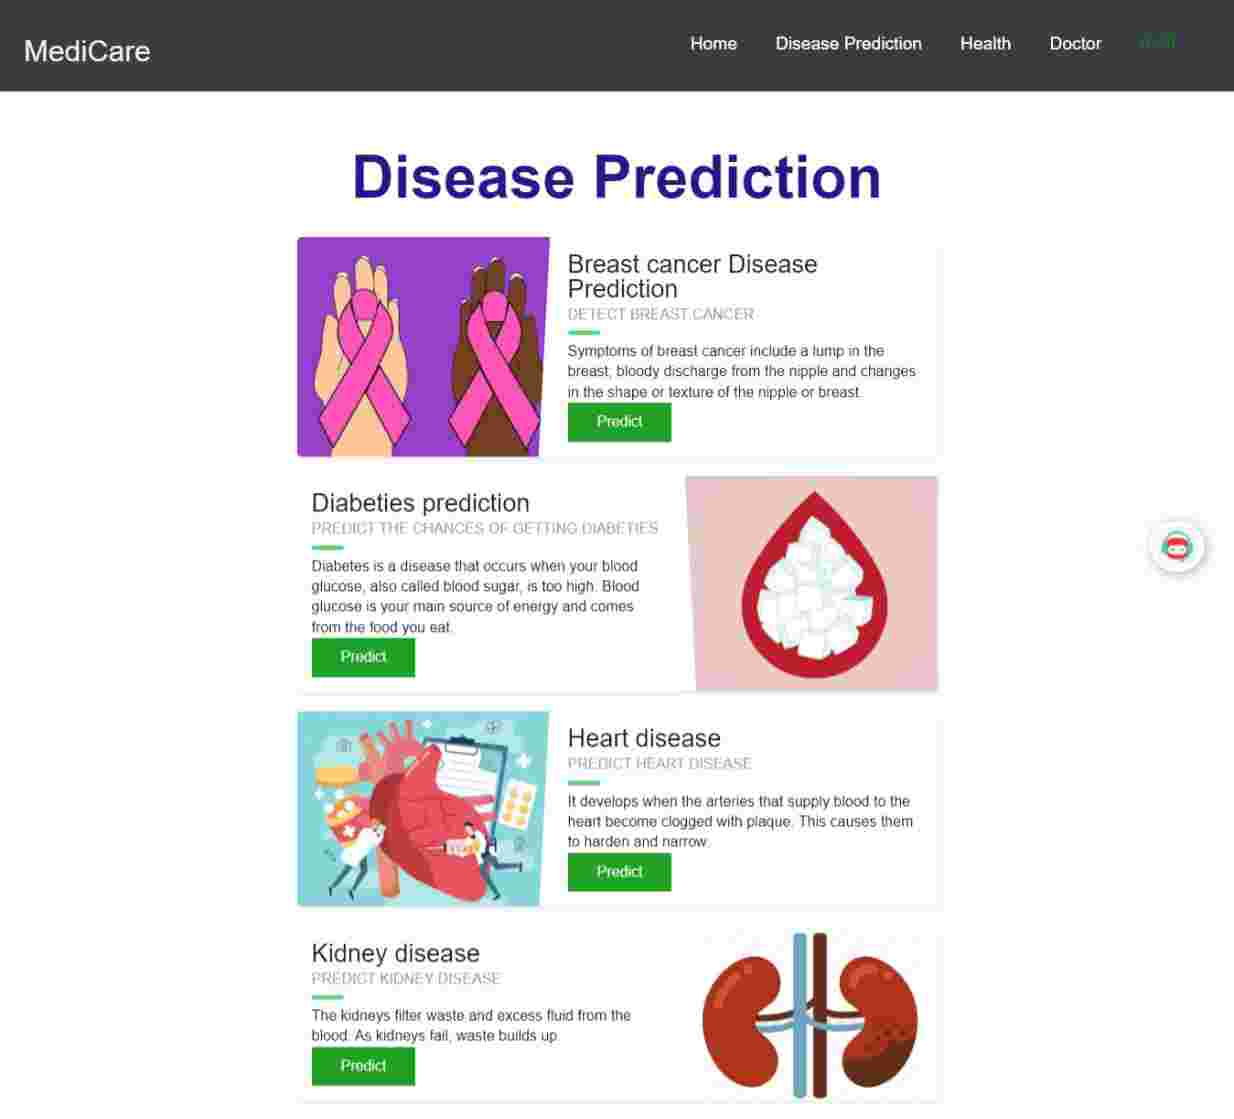 MediCare
Home
Disease Prediction
Health
Doctor
Disease Prediction
Breast cancer Disease
Prediction
DETECT BREAST CANCER
Symptoms of breast cancer include a lump in the
breast, bloody discharge from the nipple and changes
in the shape or texture of the nipple or breast.
Predict
Diabeties prediction
PREDICT THE CHANCES OF GETTING DIABETIES
Diabetes is a disease that occurs when your blood
glucose, also called blood sugar, is too high. Blood
glucose is your main source of energy and comes
from the food you eat.
Predict
Heart disease
PREDICT HEART DISEASE
It develops when the arteries that supply blood to the
heart become clogged with plaque. This causes them
to harden and narrow.
Predict
Kidney disease
PREDICT KIDNEY DISEASE
The kidneys filter waste and excess fluid from the
blood. As kidneys fail, waste builds up.
Predict